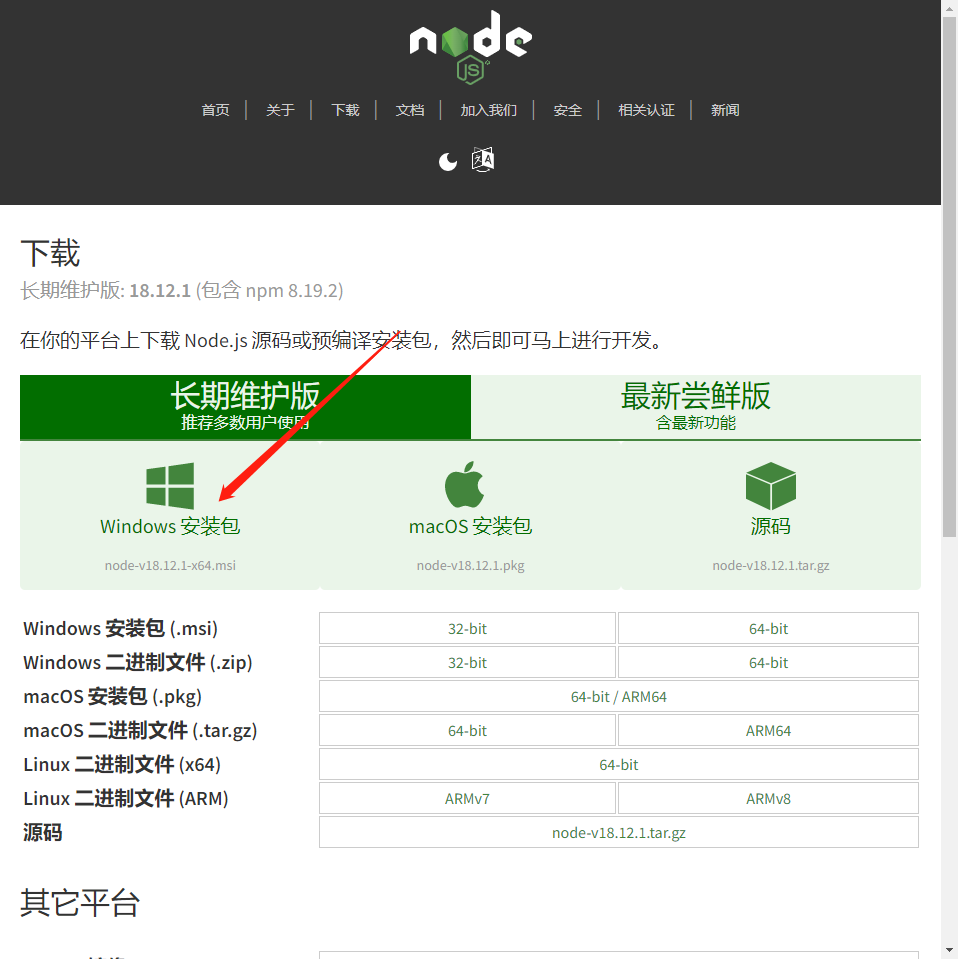 node
JS
首页 | 关于 | 下载 | 文档 | 加入我们 | 安全 | 相关认证 | 新闻
下载
长期维护版: 18.12.1 (包含 npm 8.19.2)
在你的平台上下载 Node.js 源码或预编译安装包，然后即可马上进行开发。
长期维护版
推荐多数用户使用
最新尝鲜版
含最新功能
Windows 安装包
node-v18.12.1-x64.msi
macOS 安装包
node-v18.12.1.pkg
源码
node-v18.12.1.tar.gz
Windows 安装包 (.msi) 32-bit 64-bit
Windows 二进制文件 (.zip) 32-bit 64-bit
macOS 安装包 (.pkg) 64-bit / ARM64
macOS 二进制文件 (.tar.gz) 64-bit ARM64
Linux 二进制文件 (x64) 64-bit
Linux 二进制文件 (ARM) ARMv7 ARMv8
源码 node-v18.12.1.tar.gz
其它平台